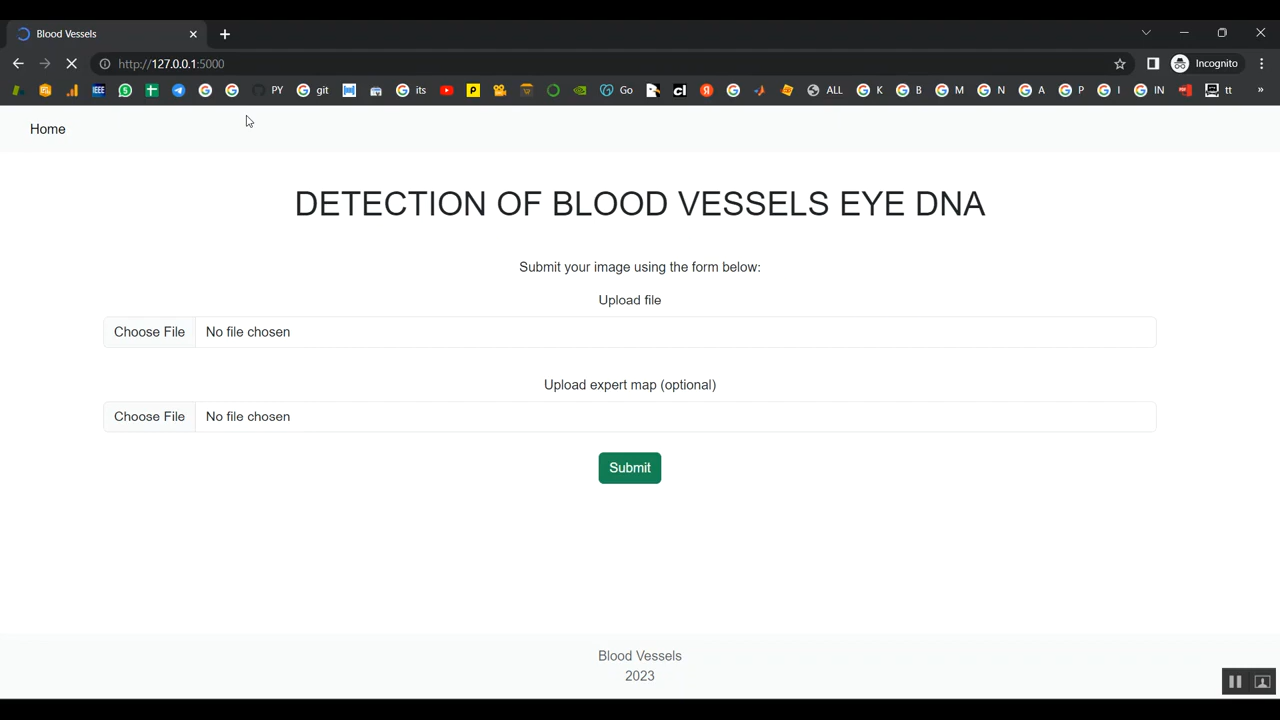 Blood Vessels
http://127.0.0.1:5000
Incognito
IEEE PY git its Go cl ALL K B M N A P I IN tt »
Home
DETECTION OF BLOOD VESSELS EYE DNA
Submit your image using the form below:
Upload file
Choose File No file chosen
Upload expert map (optional)
Choose File No file chosen
Submit
Blood Vessels
2023